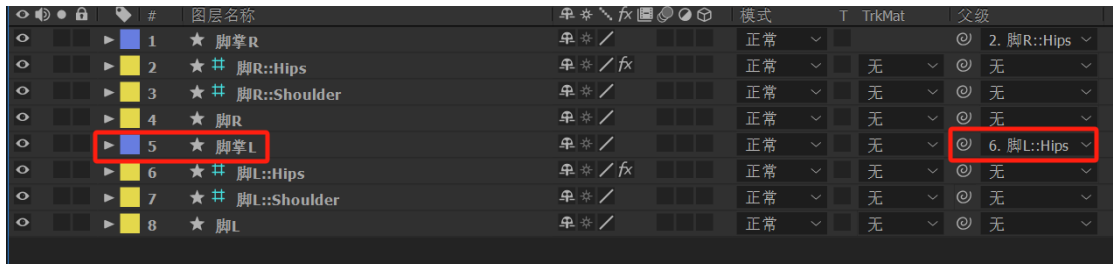 # 图层名称 fx 模式 T TrkMat 父级
1 脚掌R 正常 2. 脚R::Hips
2 脚R::Hips fx 正常 无 无
3 脚R::Shoulder 正常 无 无
4 脚R 正常 无 无
5 脚掌L 正常 无 6. 脚L::Hips
6 脚L::Hips fx 正常 无 无
7 脚L::Shoulder 正常 无 无
8 脚L 正常 无 无